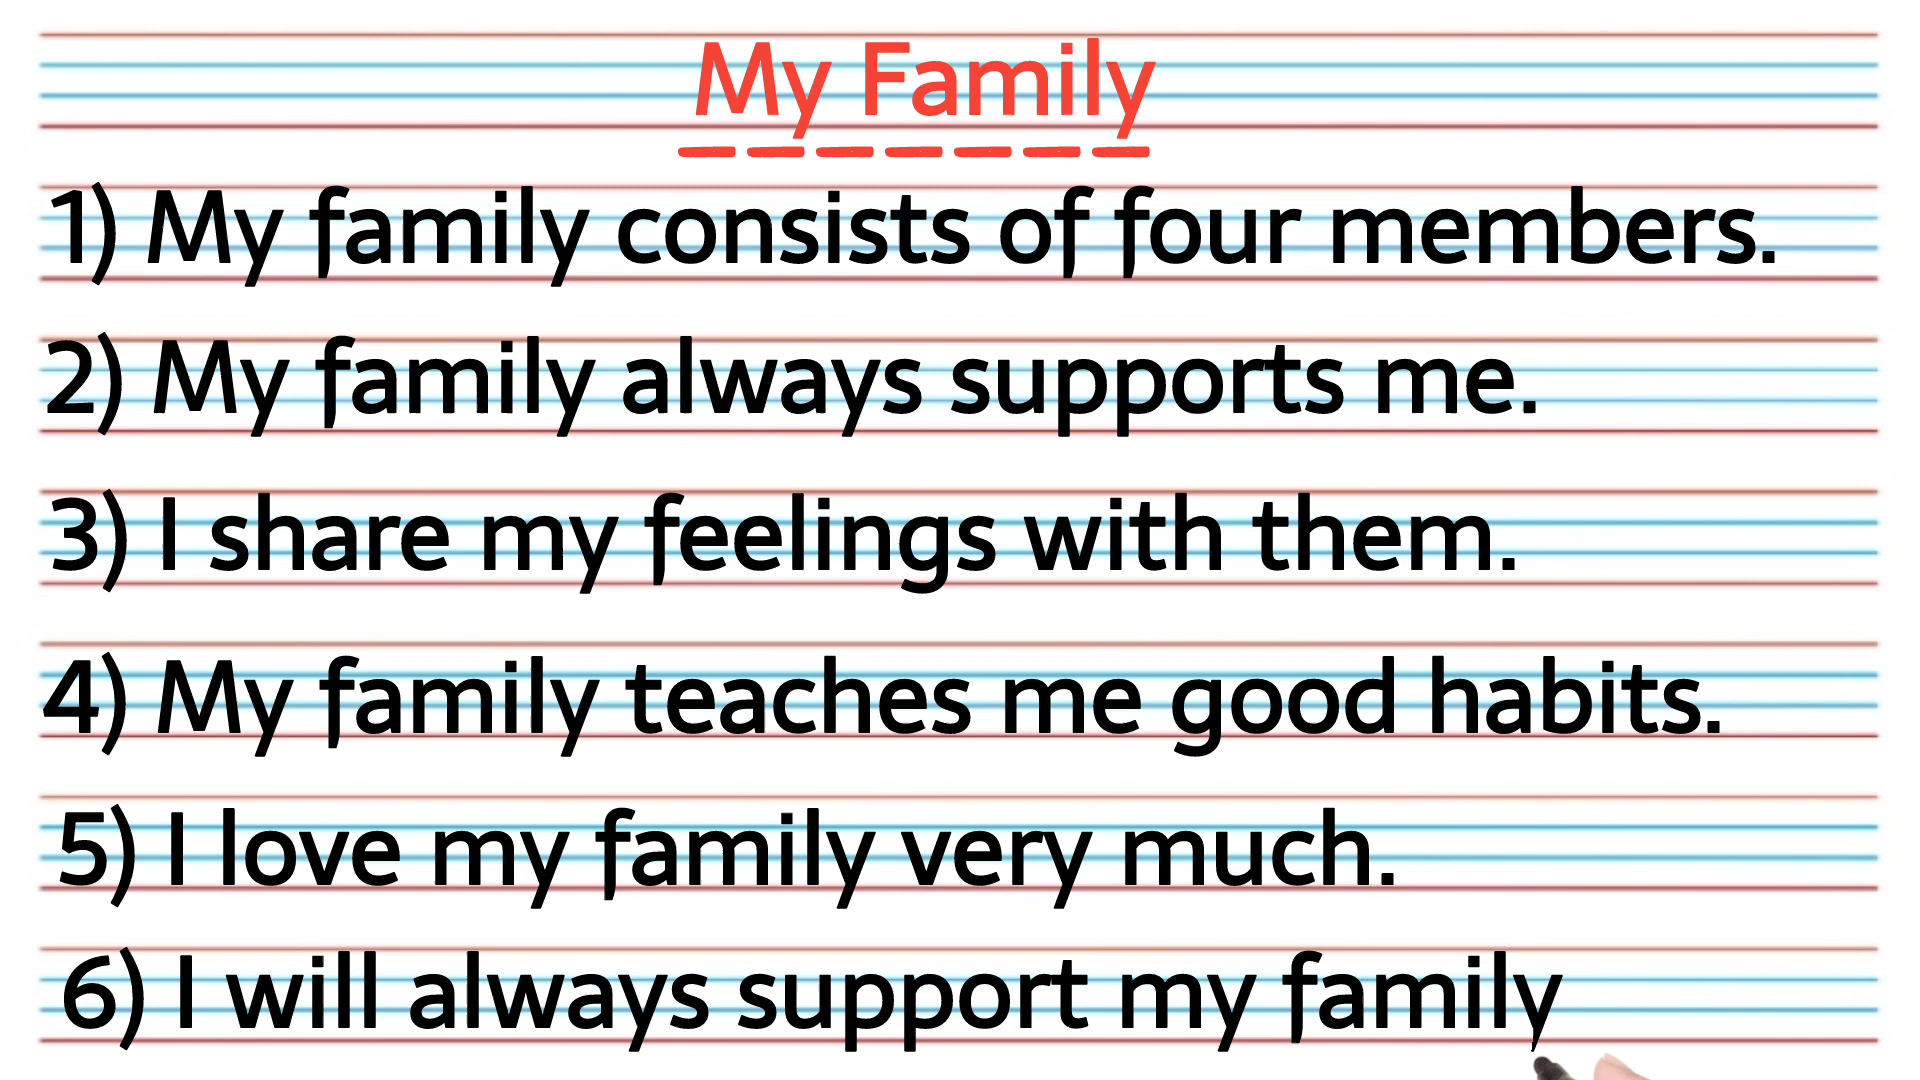 My Family
1) My family consists of four members.
2) My family always supports me.
3) I share my feelings with them.
4) My family teaches me good habits.
5) I love my family very much.
6) I will always support my family